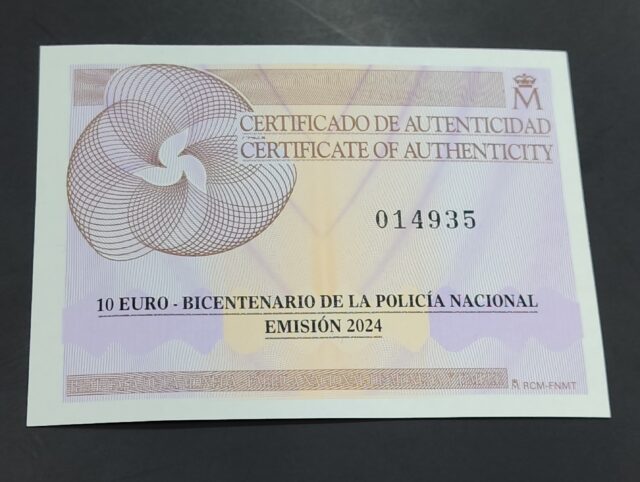 M
CERTIFICADO DE AUTENTICIDAD
CERTIFICATE OF AUTHENTICITY
014935
10 EURO - BICENTENARIO DE LA POLICÍA NACIONAL
EMISIÓN 2024
RCM-FNMT